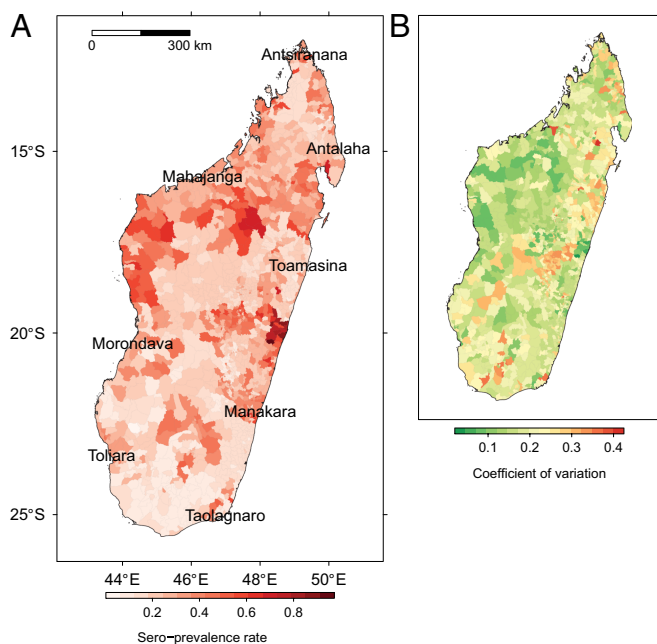 A
0 300 km
Antsiranana
15°S
Antalaha
Mahajanga
Toamasina
20°S
Morondava
Manakara
Toliara
25°S
Taolagnaro
44°E 46°E 48°E 50°E
0.2 0.4 0.6 0.8
Sero−prevalence rate
B
0.1 0.2 0.3 0.4
Coefficient of variation